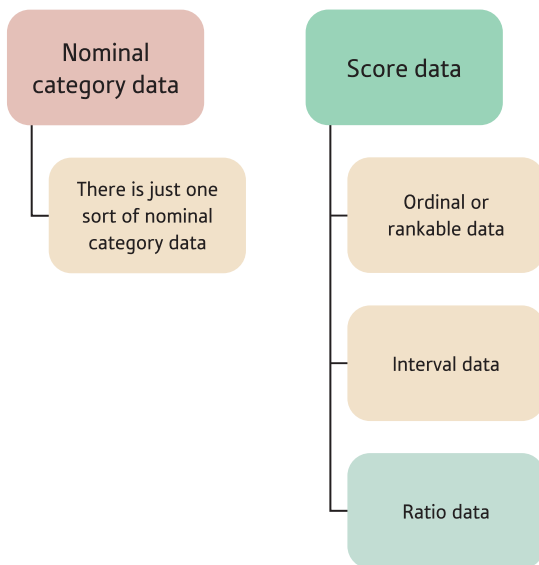 Nominal
category data
There is just one
sort of nominal
category data
Score data
Ordinal or
rankable data
Interval data
Ratio data